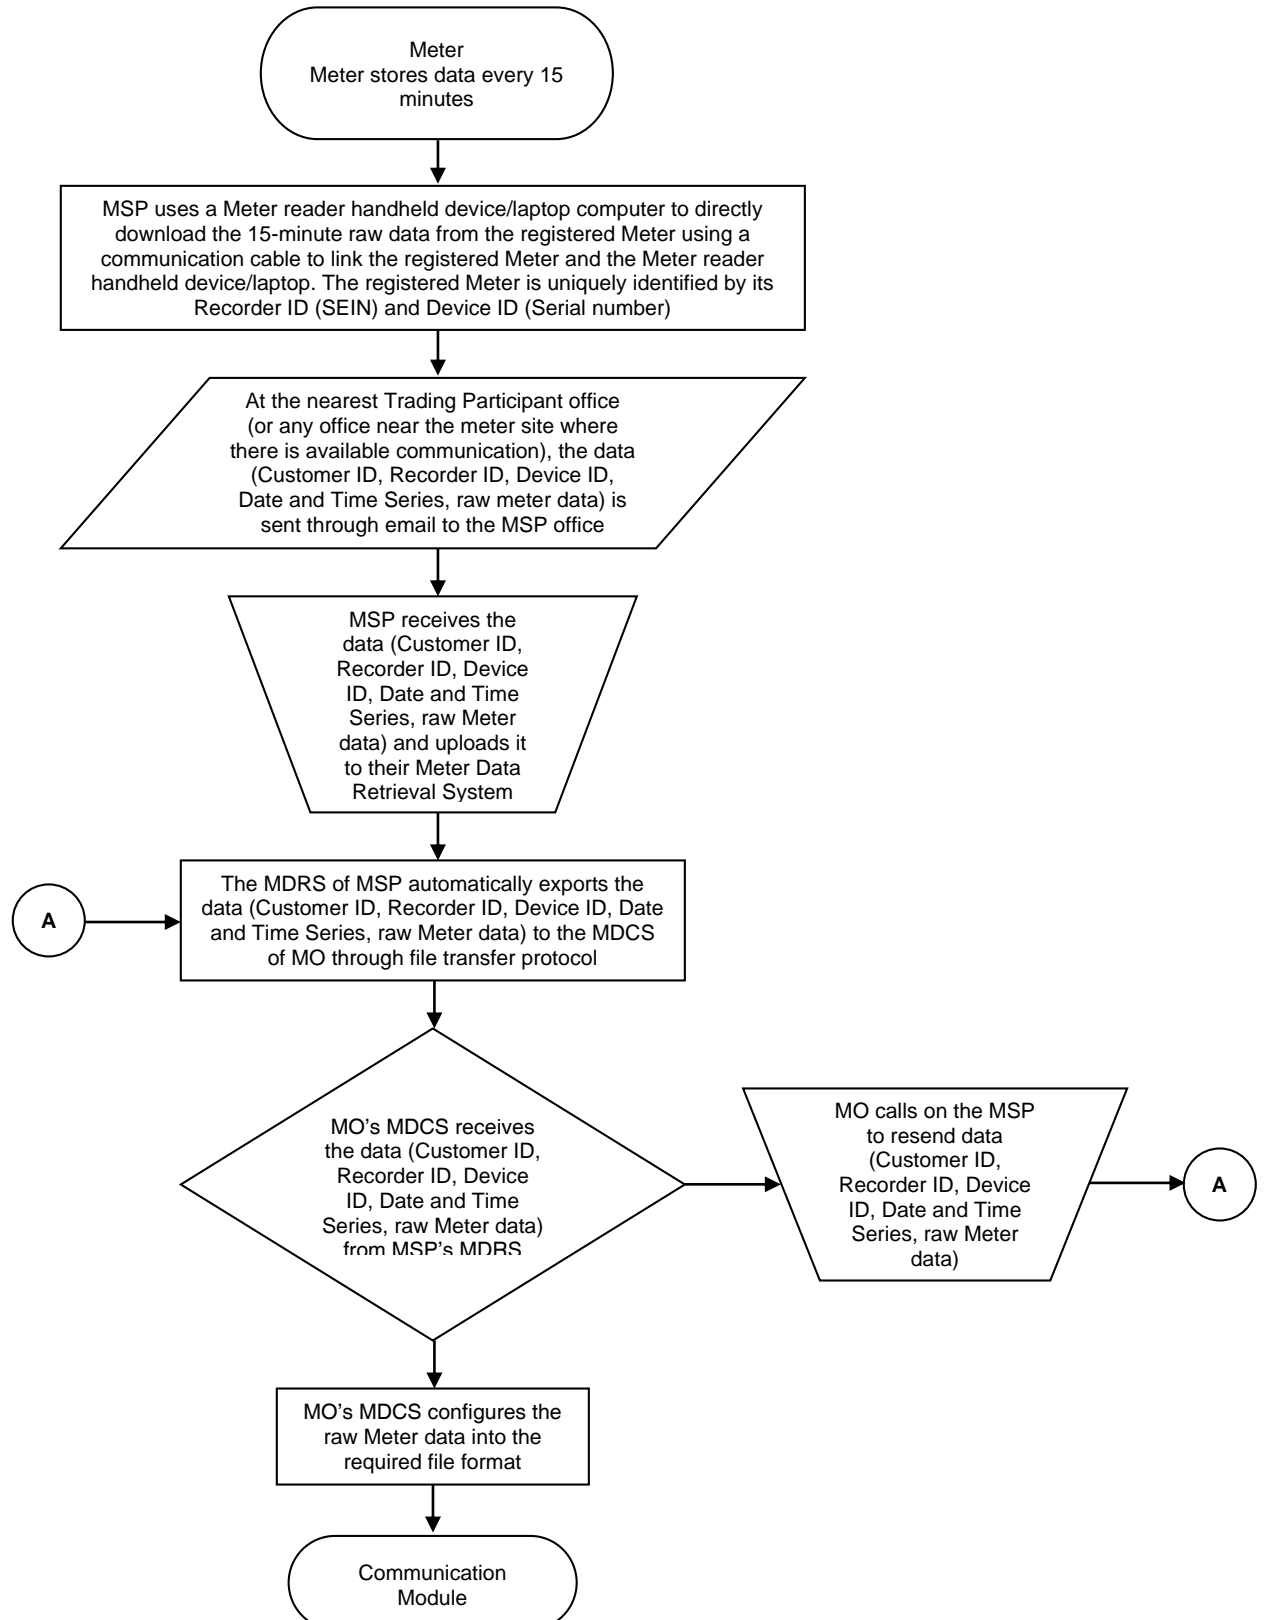 Meter
Meter stores data every 15
minutes
MSP uses a Meter reader handheld device/laptop computer to directly
download the 15-minute raw data from the registered Meter using a
communication cable to link the registered Meter and the Meter reader
handheld device/laptop. The registered Meter is uniquely identified by its
Recorder ID (SEIN) and Device ID (Serial number)
At the nearest Trading Participant office
(or any office near the meter site where
there is available communication), the data
(Customer ID, Recorder ID, Device ID,
Date and Time Series, raw meter data) is
sent through email to the MSP office
MSP receives the
data (Customer ID,
Recorder ID, Device
ID, Date and Time
Series, raw Meter
data) and uploads it
to their Meter Data
Retrieval System
The MDRS of MSP automatically exports the
data (Customer ID, Recorder ID, Device ID, Date
and Time Series, raw Meter data) to the MDCS
of MO through file transfer protocol
A
MO's MDCS receives
the data (Customer ID,
Recorder ID, Device
ID, Date and Time
Series, raw Meter data)
from MSP's MDRS
MO calls on the MSP
to resend data
(Customer ID,
Recorder ID, Device
ID, Date and Time
Series, raw Meter
data)
A
MO's MDCS configures the
raw Meter data into the
required file format
Communication
Module